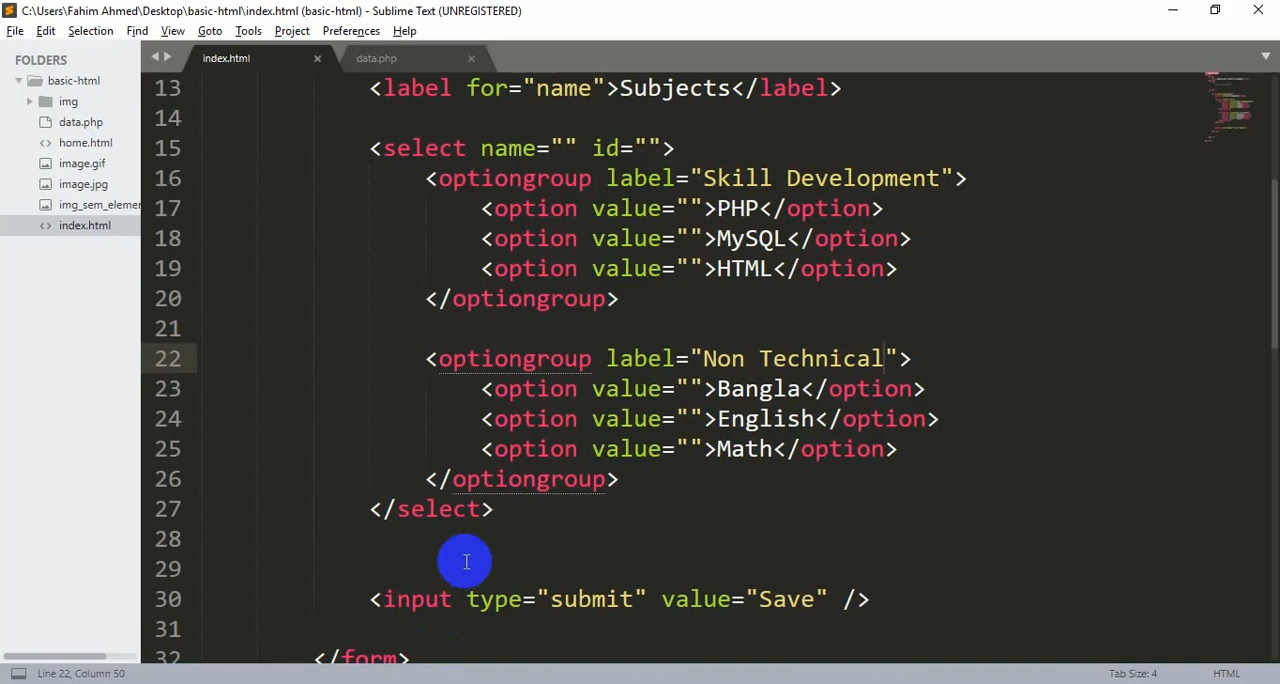 C:\Users\Fahim Ahmed\Desktop\basic-html\index.html (basic-html) - Sublime Text (UNREGISTERED)
File Edit Selection Find View Goto Tools Project Preferences Help
FOLDERS
basic-html
img
data.php
home.html
image.gif
image.jpg
img_sem_elemen
index.html
index.html × data.php ×
13 <label for="name">Subjects</label>
14
15 <select name="" id="">
16 <optiongroup label="Skill Development">
17 <option value="">PHP</option>
18 <option value="">MySQL</option>
19 <option value="">HTML</option>
20 </optiongroup>
21
22 <optiongroup label="Non Technical">
23 <option value="">Bangla</option>
24 <option value="">English</option>
25 <option value="">Math</option>
26 </optiongroup>
27 </select>
28
29
30 <input type="submit" value="Save" />
31
32 </form>
Line 22, Column 50 Tab Size: 4 HTML